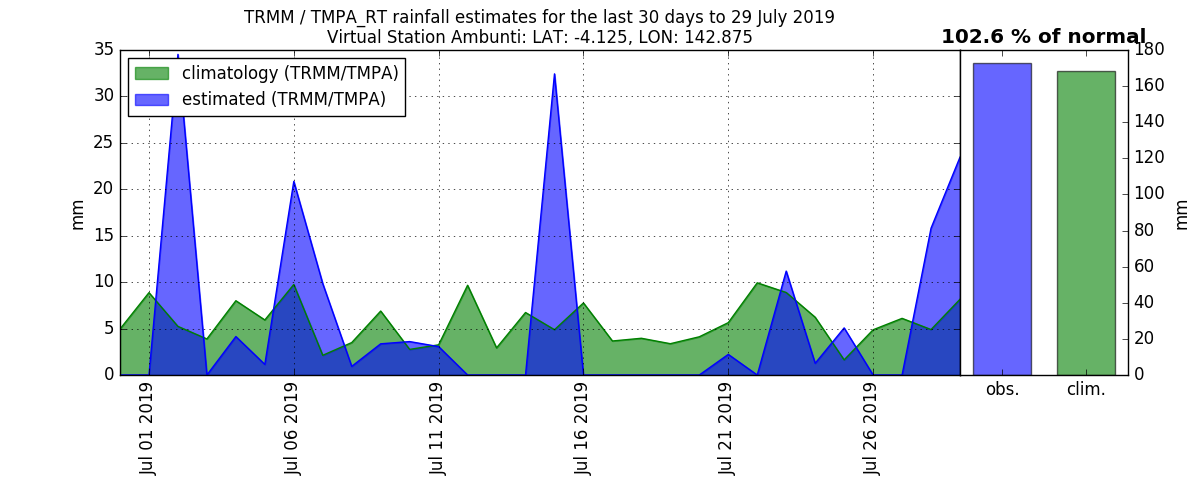 TRMM / TMPA_RT rainfall estimates for the last 30 days to 29 July 2019
Virtual Station Ambunti: LAT: -4.125, LON: 142.875
102.6 % of normal
climatology (TRMM/TMPA)
estimated (TRMM/TMPA)
35
30
25
20
15
10
5
0
mm
Jul 01 2019
Jul 06 2019
Jul 11 2019
Jul 16 2019
Jul 21 2019
Jul 26 2019
obs.
clim.
180
160
140
120
100
80
60
40
20
0
mm